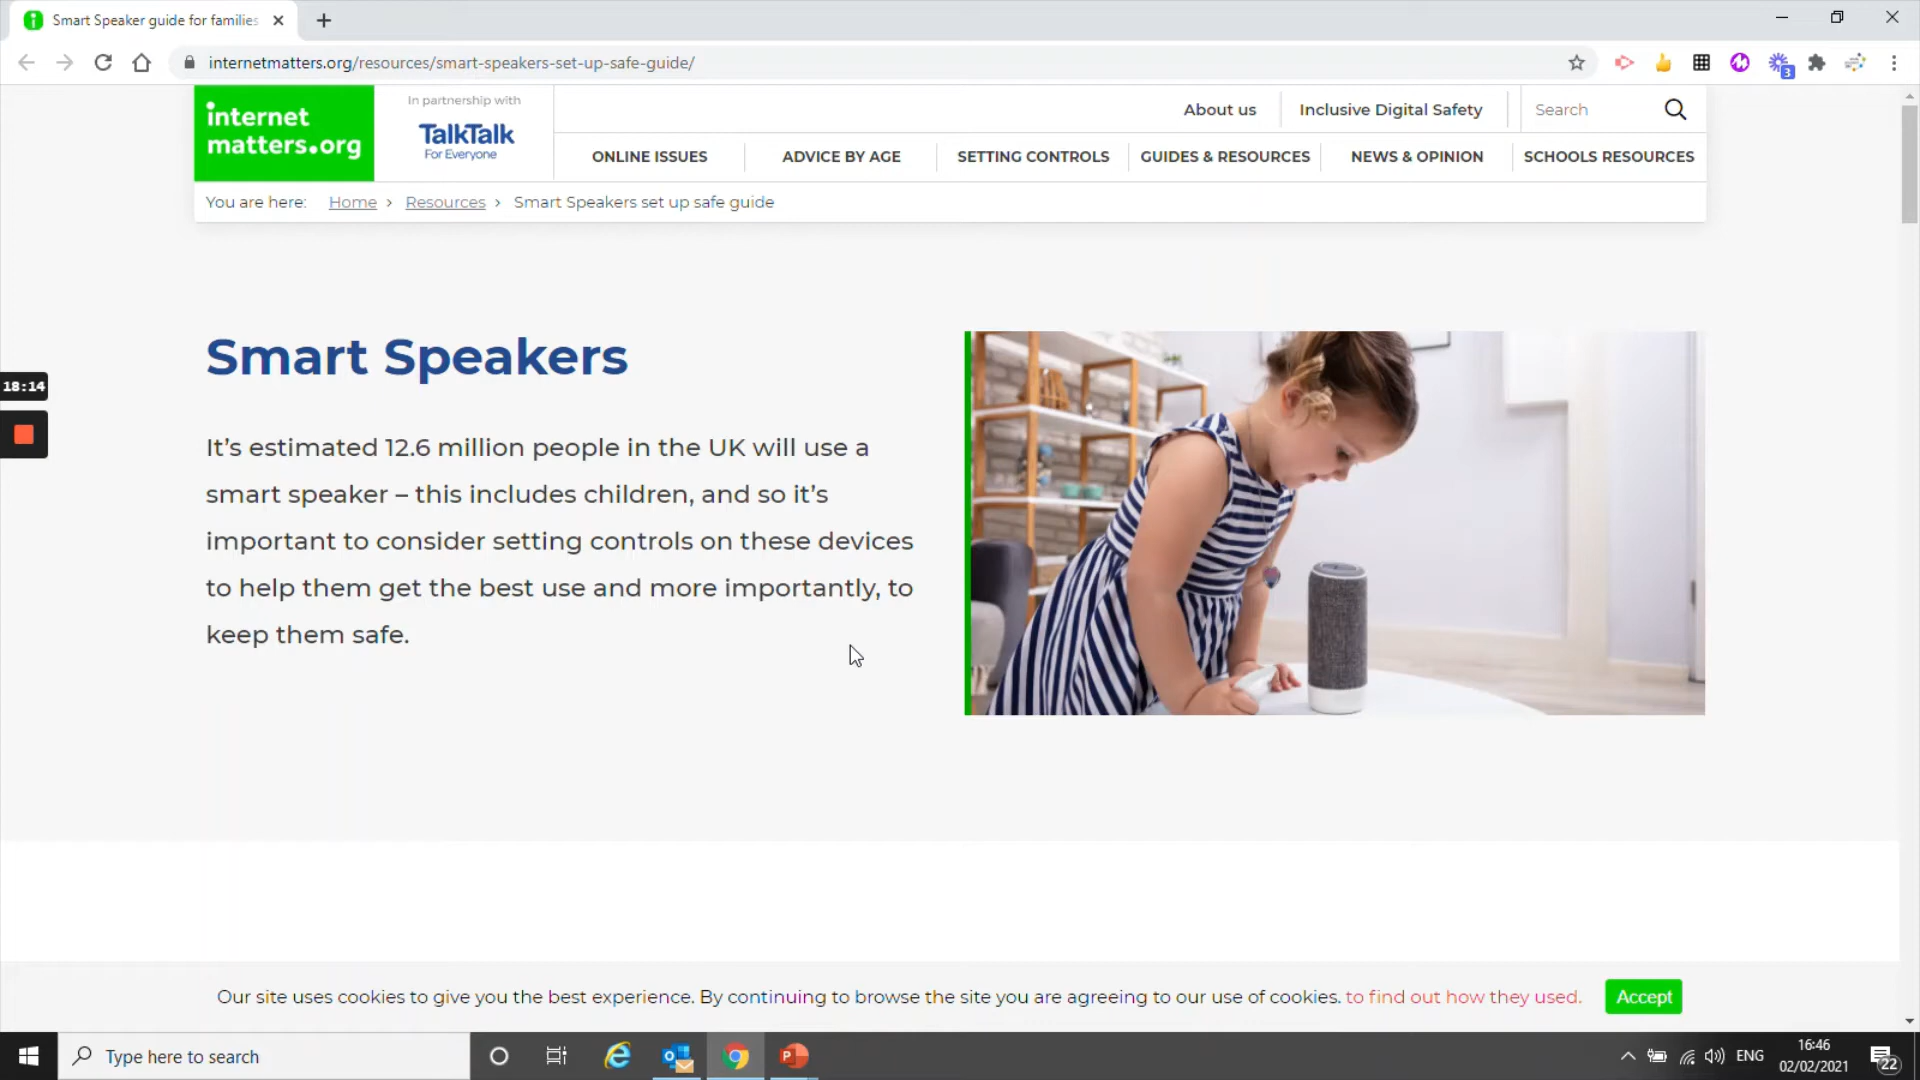 Smart Speaker guide for families
internetmatters.org/resources/smart-speakers-set-up-safe-guide/
3
internet
matters.org
In partnership with
TalkTalk
For Everyone
About us
Inclusive Digital Safety
Search
ONLINE ISSUES
ADVICE BY AGE
SETTING CONTROLS
GUIDES & RESOURCES
NEWS & OPINION
SCHOOLS RESOURCES
You are here: Home > Resources > Smart Speakers set up safe guide
Smart Speakers
18:14
It's estimated 12.6 million people in the UK will use a
smart speaker – this includes children, and so it's
important to consider setting controls on these devices
to help them get the best use and more importantly, to
keep them safe.
Our site uses cookies to give you the best experience. By continuing to browse the site you are agreeing to our use of cookies. to find out how they used.
Accept
Type here to search
ENG
16:46
02/02/2021
22